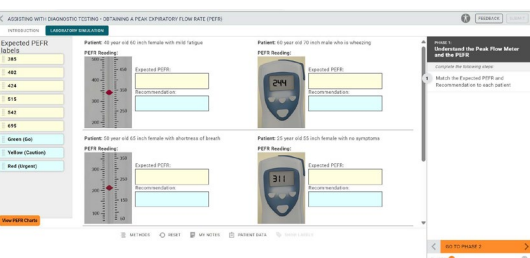 ASSISTING WITH DIAGNOSTIC TESTING - OBTAINING A PEAK EXPIRATORY FLOW RATE (PEFR)
FEEDBACK
INTRODUCTION
LABORATORY SIMULATION
Expected PEFR labels
385
402
424
515
542
695
Green (Go)
Yellow (Caution)
Red (Urgent)
View PEFR Charts
Patient: 40 year old 60 inch female with mild fatigue
PEFR Reading:
Expected PEFR:
Recommendation:
Patient: 60 year old 70 inch male who is wheezing
PEFR Reading:
244
Expected PEFR:
Recommendation:
Patient: 50 year old 65 inch female with shortness of breath
PEFR Reading:
Expected PEFR:
Recommendation:
Patient: 25 year old 55 inch female with no symptoms
PEFR Reading:
311
Expected PEFR:
Recommendation:
PHASE 1:
Understand the Peak Flow Meter and the PEFR
Complete the following steps:
1 Match the Expected PEFR and Recommendation to each patient
METHODS
RESET
MY NOTES
PATIENT DATA
GO TO PHASE 2